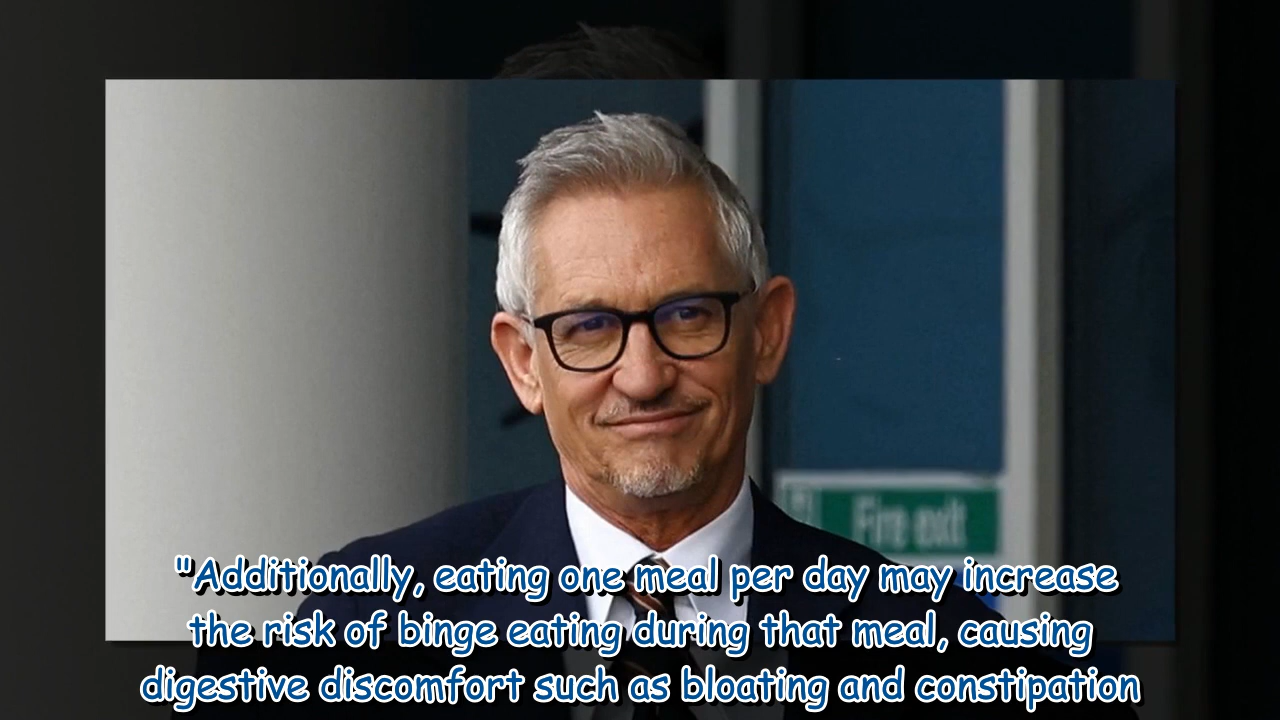 Fire exit
"Additionally, eating one meal per day may increase
the risk of binge eating during that meal, causing
digestive discomfort such as bloating and constipation